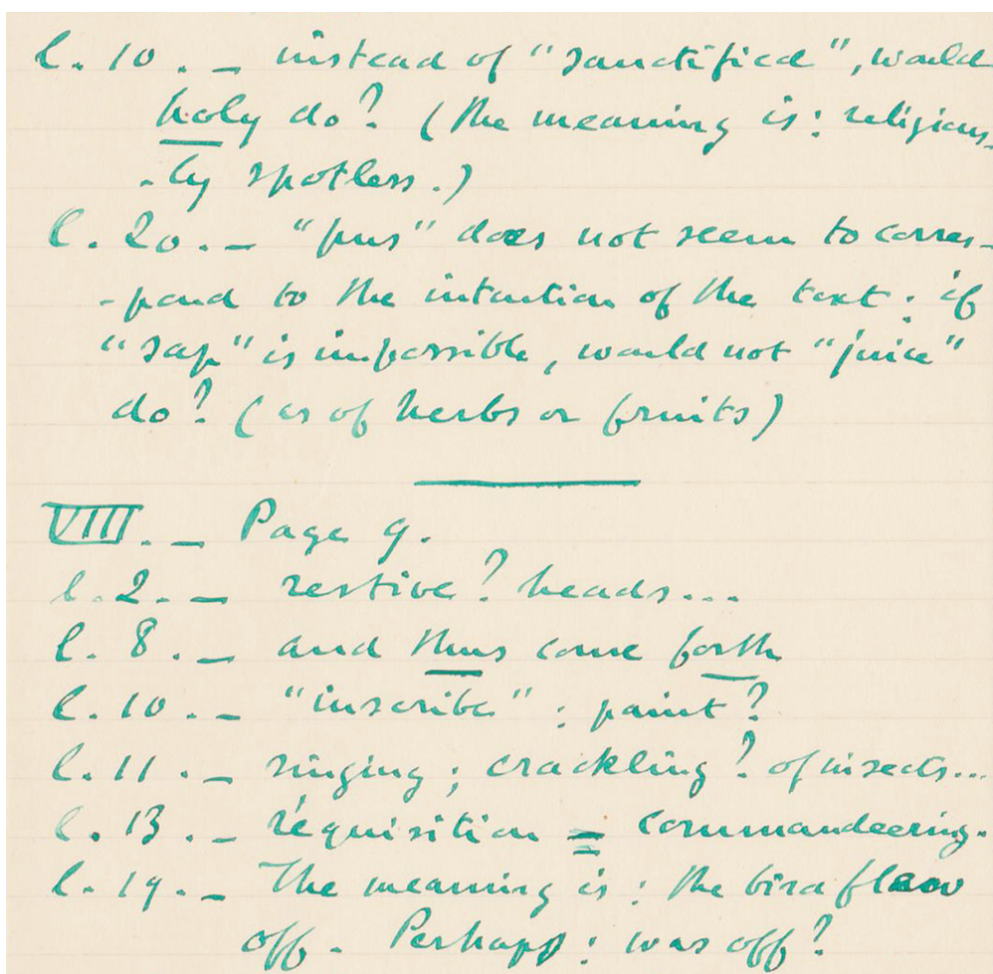 l. 10. _ instead of "sanctified", would
holy do? (The meaning is: religious-
-ly spotless.)
l. 20. _ "pus" does not seem to corres-
-pond to the intention of the text: if
"sap" is impossible, would not "juice"
do? (as of herbs or fruits)
VIII. _ Page 9.
l. 2. _ restive? heads...
l. 8. _ and thus come forth
l. 10. _ "inscribe": paint?
l. 11. _ singing; crackling? of insects...
l. 13. _ réquisition = commandeering.
l. 19. _ The meaning is: the bird flew
off. Perhaps: was off?